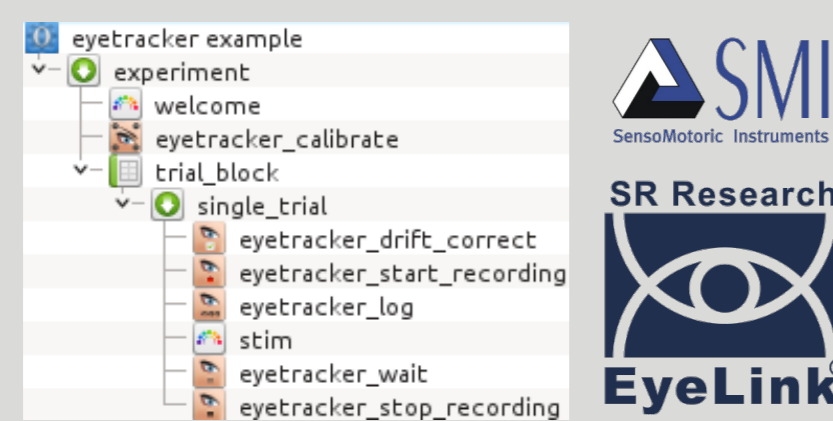 eyetracker example
experiment
welcome
eyetracker_calibrate
trial_block
single_trial
eyetracker_drift_correct
eyetracker_start_recording
eyetracker_log
stim
eyetracker_wait
eyetracker_stop_recording
SMI
SensoMotoric Instruments
SR Research
EyeLink